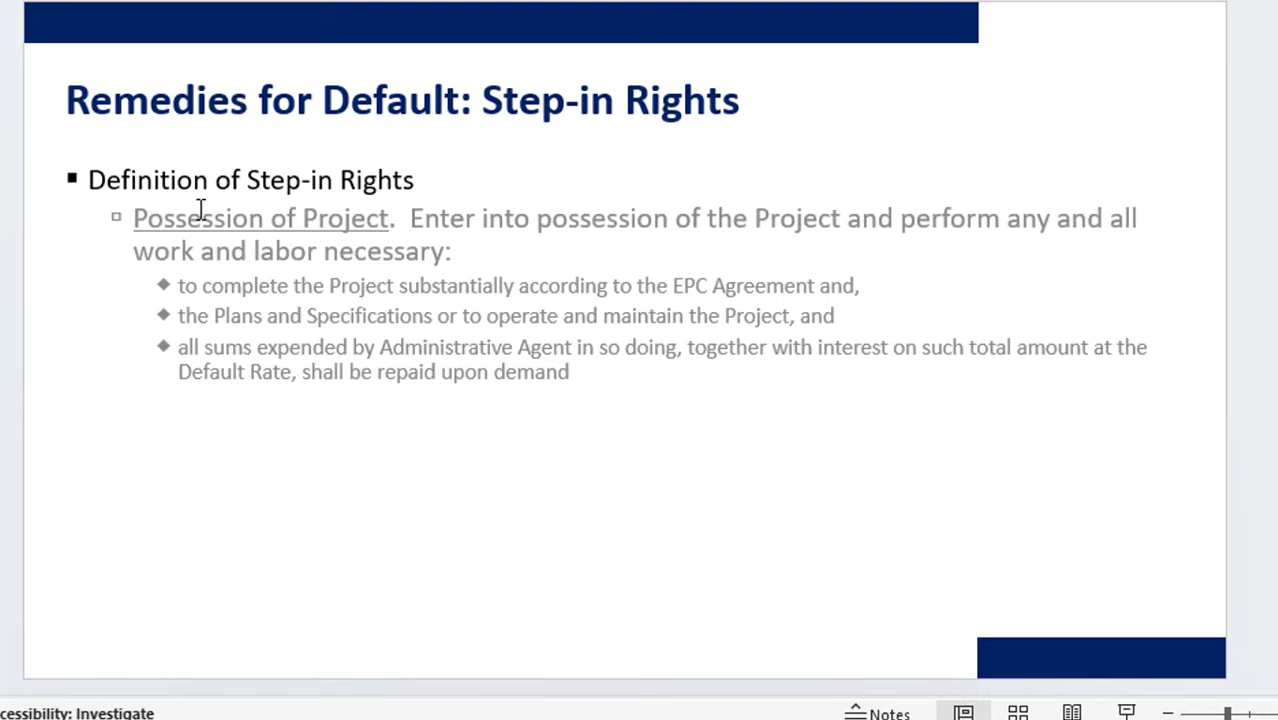 Remedies for Default: Step-in Rights
Definition of Step-in Rights
Possession of Project.  Enter into possession of the Project and perform any and all
work and labor necessary:
to complete the Project substantially according to the EPC Agreement and,
the Plans and Specifications or to operate and maintain the Project, and
all sums expended by Administrative Agent in so doing, together with interest on such total amount at the
Default Rate, shall be repaid upon demand
cessibility: Investigate
Notes